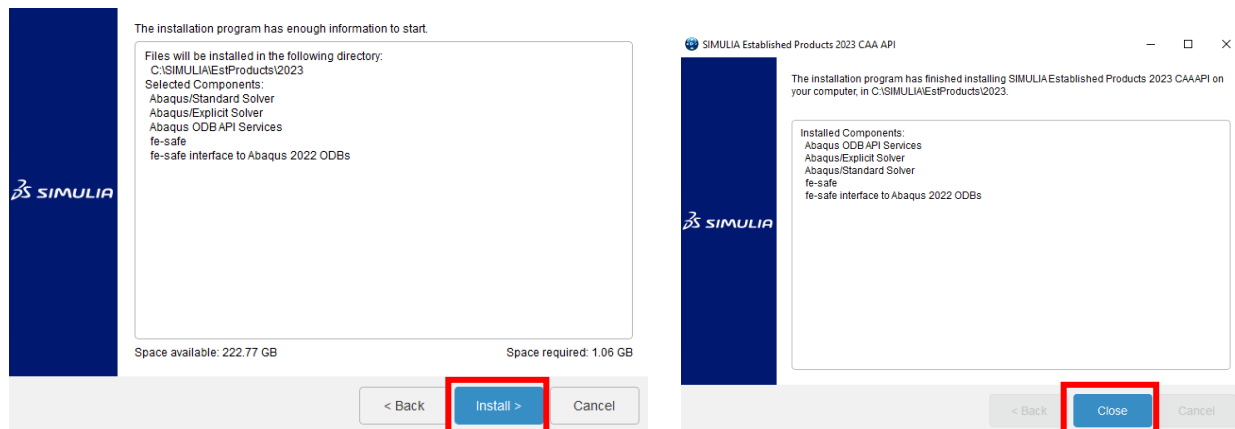 The installation program has enough information to start.
Files will be installed in the following directory:
C:\SIMULIA\EstProducts\2023
Selected Components:
Abaqus/Standard Solver
Abaqus/Explicit Solver
Abaqus ODB API Services
fe-safe
fe-safe interface to Abaqus 2022 ODBs
3S SIMULIA
Space available: 222.77 GB
Space required: 1.06 GB
< Back
Install >
Cancel
SIMULIA Established Products 2023 CAA API
The installation program has finished installing SIMULIA Established Products 2023 CAA API on
your computer, in C:\SIMULIA\EstProducts\2023.
Installed Components:
Abaqus ODB API Services
Abaqus/Explicit Solver
Abaqus/Standard Solver
fe-safe
fe-safe interface to Abaqus 2022 ODBs
3S SIMULIA
< Back
Close
Cancel